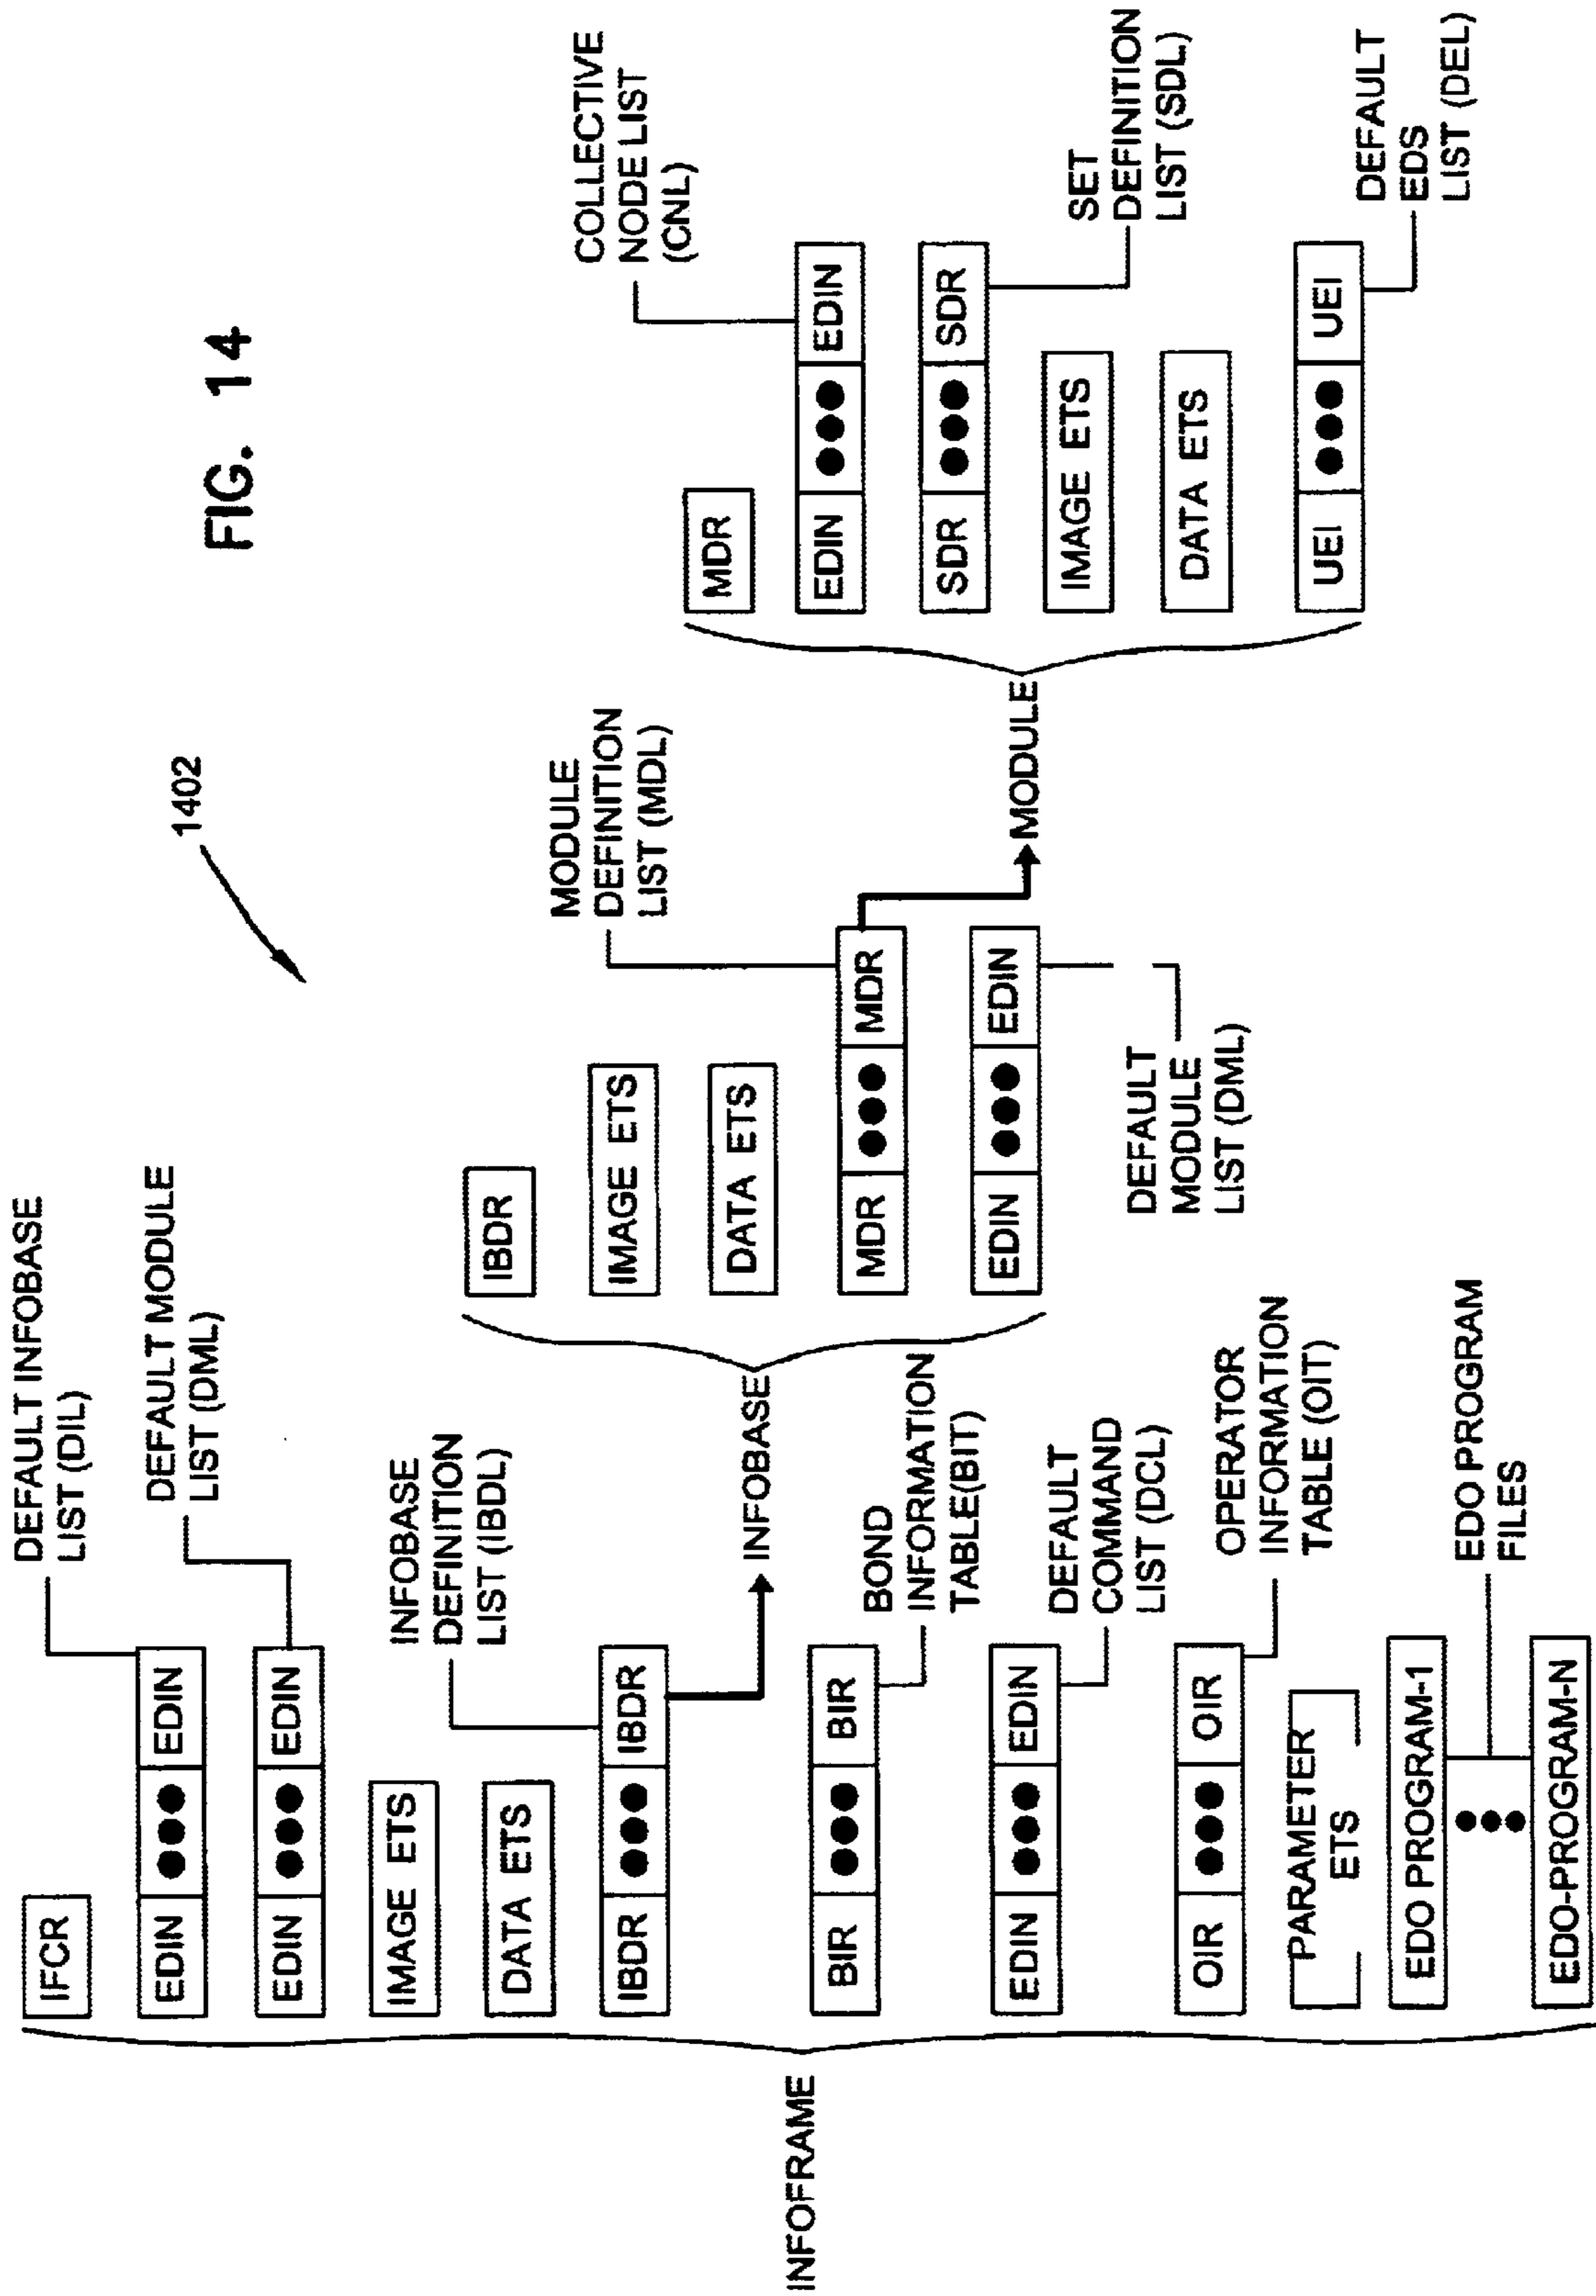 FIG. 14
1402
INFOFRAME
IFCR
DEFAULT INFOBASE
LIST (DIL)
EDIN EDIN
DEFAULT MODULE
LIST (DML)
EDIN EDIN
IMAGE ETS
DATA ETS
INFOBASE
DEFINITION
LIST (IBDL)
IBDR IBDR
BIR BIR
BOND
INFORMATION
TABLE(BIT)
EDIN EDIN
DEFAULT
COMMAND
LIST (DCL)
OIR OIR
OPERATOR
INFORMATION
TABLE (OIT)
PARAMETER
ETS
EDO PROGRAM-1
EDO-PROGRAM-N
EDO PROGRAM
FILES
INFOBASE
IBDR
IMAGE ETS
DATA ETS
MODULE
DEFINITION
LIST (MDL)
MDR MDR
EDIN EDIN
DEFAULT
MODULE
LIST (DML)
MODULE
MDR
COLLECTIVE
NODE LIST
(CNL)
EDIN EDIN
SDR SDR
SET
DEFINITION
LIST (SDL)
IMAGE ETS
DATA ETS
UEI UEI
DEFAULT
EDS
LIST (DEL)